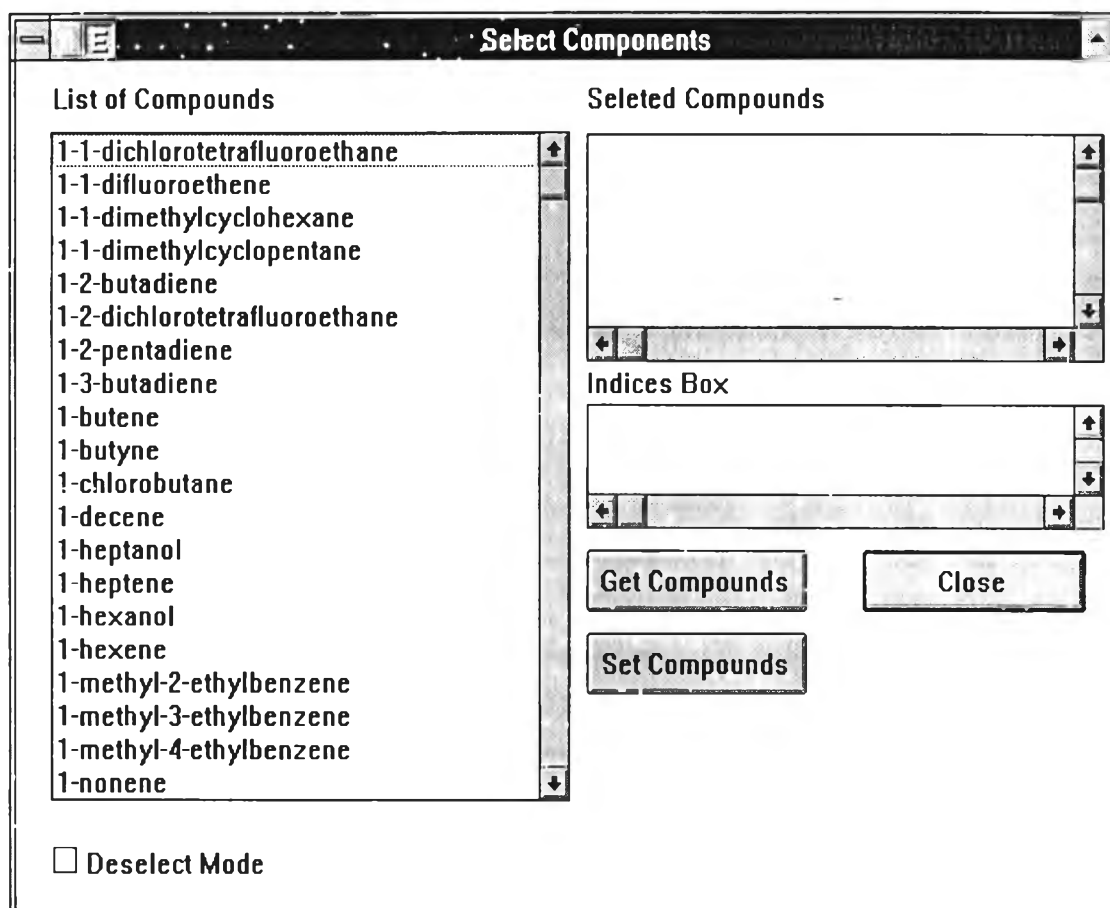 Select Components
List of Compounds
1-1-dichlorotetrafluoroethane
1-1-difluoroethene
1-1-dimethylcyclohexane
1-1-dimethylcyclopentane
1-2-butadiene
1-2-dichlorotetrafluoroethane
1-2-pentadiene
1-3-butadiene
1-butene
1-butyne
1-chlorobutane
1-decene
1-heptanol
1-heptene
1-hexanol
1-hexene
1-methyl-2-ethylbenzene
1-methyl-3-ethylbenzene
1-methyl-4-ethylbenzene
1-nonene
Deselect Mode
Seleted Compounds
Indices Box
Get Compounds
Close
Set Compounds